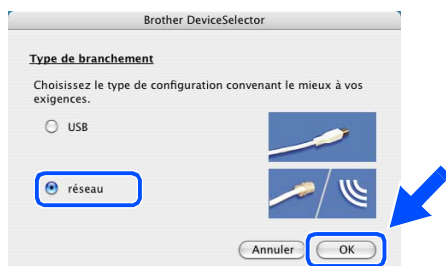 Brother DeviceSelector
Type de branchement
Choisissez le type de configuration convenant le mieux à vos
exigences.
USB
réseau
Annuler OK